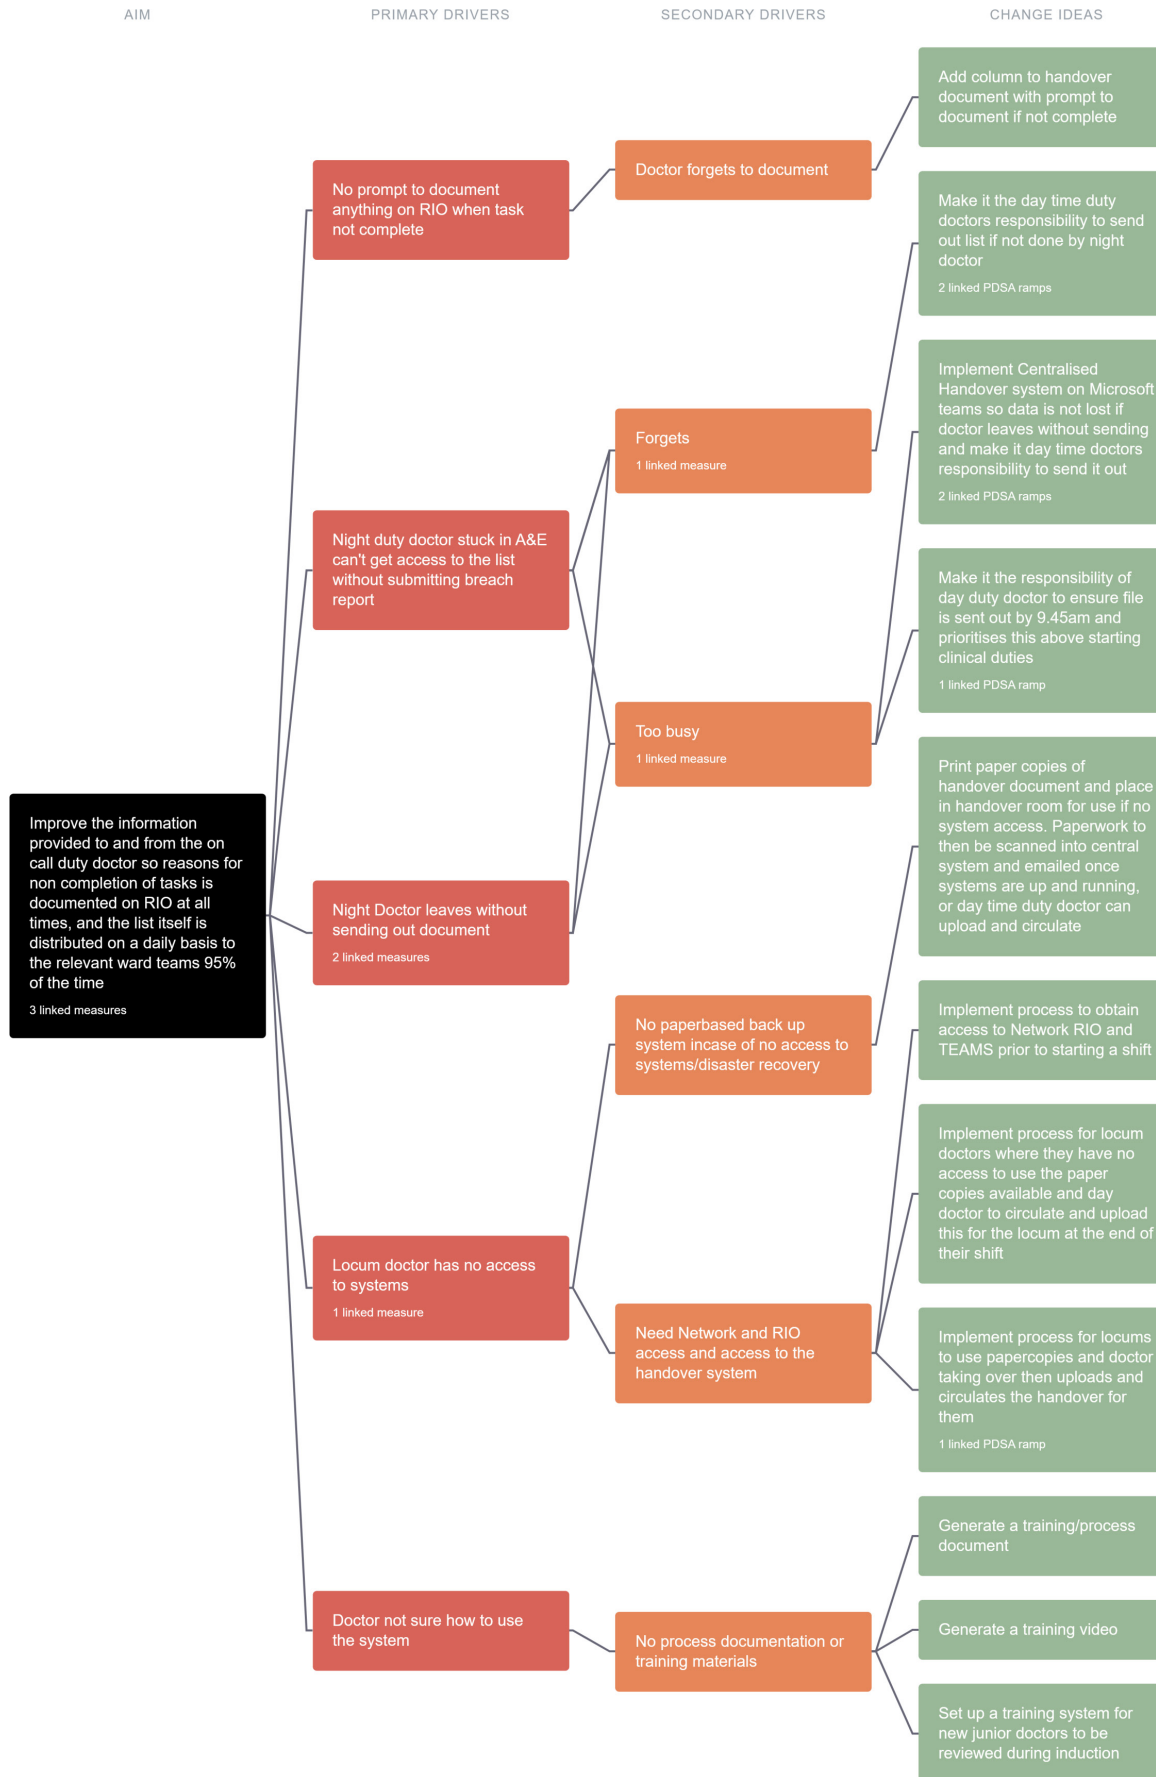 AIM
PRIMARY DRIVERS
SECONDARY DRIVERS
CHANGE IDEAS
Improve the information
provided to and from the on
call duty doctor so reasons for
non completion of tasks is
documented on RIO at all
times, and the list itself is
distributed on a daily basis to
the relevant ward teams 95%
of the time
3 linked measures
No prompt to document
anything on RIO when task
not complete
Night duty doctor stuck in A&E
can't get access to the list
without submitting breach
report
Night Doctor leaves without
sending out document
2 linked measures
Locum doctor has no access
to systems
1 linked measure
Doctor not sure how to use
the system
Doctor forgets to document
Forgets
1 linked measure
Too busy
1 linked measure
No paperbased back up
system incase of no access to
systems/disaster recovery
Need Network and RIO
access and access to the
handover system
No process documentation or
training materials
Add column to handover
document with prompt to
document if not complete
Make it the day time duty
doctors responsibility to send
out list if not done by night
doctor
2 linked PDSA ramps
Implement Centralised
Handover system on Microsoft
teams so data is not lost if
doctor leaves without sending
and make it day time doctors
responsibility to send it out
2 linked PDSA ramps
Make it the responsibility of
day duty doctor to ensure file
is sent out by 9.45am and
prioritises this above starting
clinical duties
1 linked PDSA ramp
Print paper copies of
handover document and place
in handover room for use if no
system access. Paperwork to
then be scanned into central
system and emailed once
systems are up and running,
or day time duty doctor can
upload and circulate
Implement process to obtain
access to Network RIO and
TEAMS prior to starting a shift
Implement process for locum
doctors where they have no
access to use the paper
copies available and day
doctor to circulate and upload
this for the locum at the end of
their shift
Implement process for locums
to use papercopies and doctor
taking over then uploads and
circulates the handover for
them
1 linked PDSA ramp
Generate a training/process
document
Generate a training video
Set up a training system for
new junior doctors to be
reviewed during induction